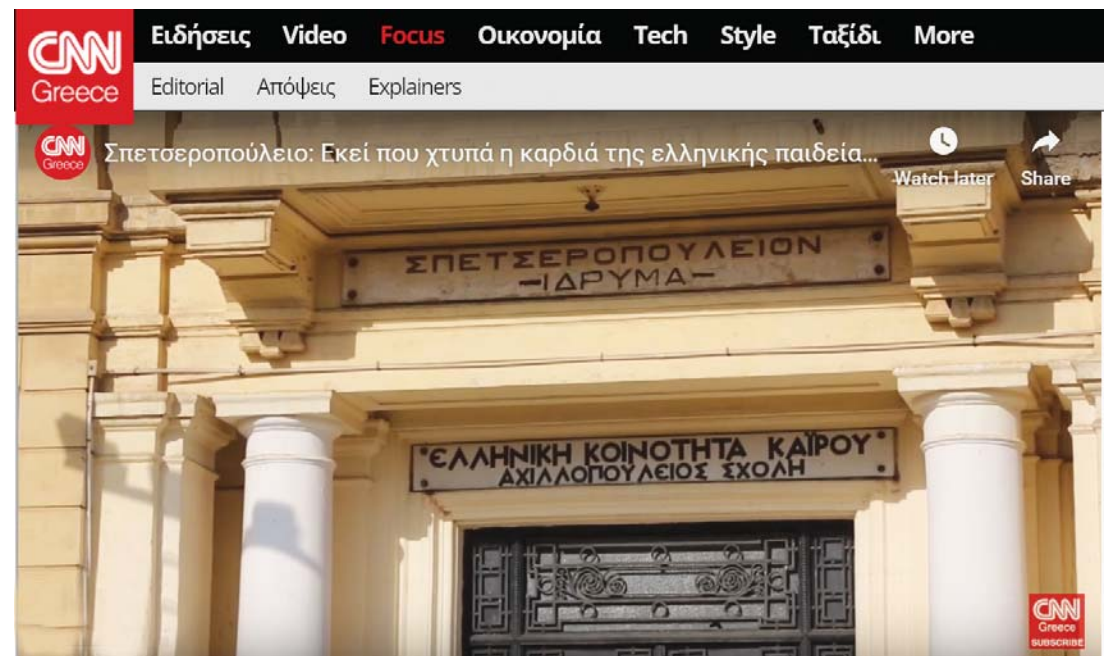 CNN
Greece
Ειδήσεις Video Focus Οικονομία Tech Style Ταξίδι More
Editorial Απόψεις Explainers
CNN
Greece
Σπετσεροπούλειο: Εκεί που χτυπά η καρδιά της ελληνικής παιδεία...
Watch later Share
ΣΠΕΤΣΕΡΟΠΟΥΛΕΙΟΝ
–ΙΔΡΥΜΑ–
ΕΛΛΗΝΙΚΗ ΚΟΙΝΟΤΗΤΑ ΚΑΪΡΟΥ
ΑΧΙΛΛΟΠΟΥΛΕΙΟΣ ΣΧΟΛΗ
CNN
Greece
SUBSCRIBE